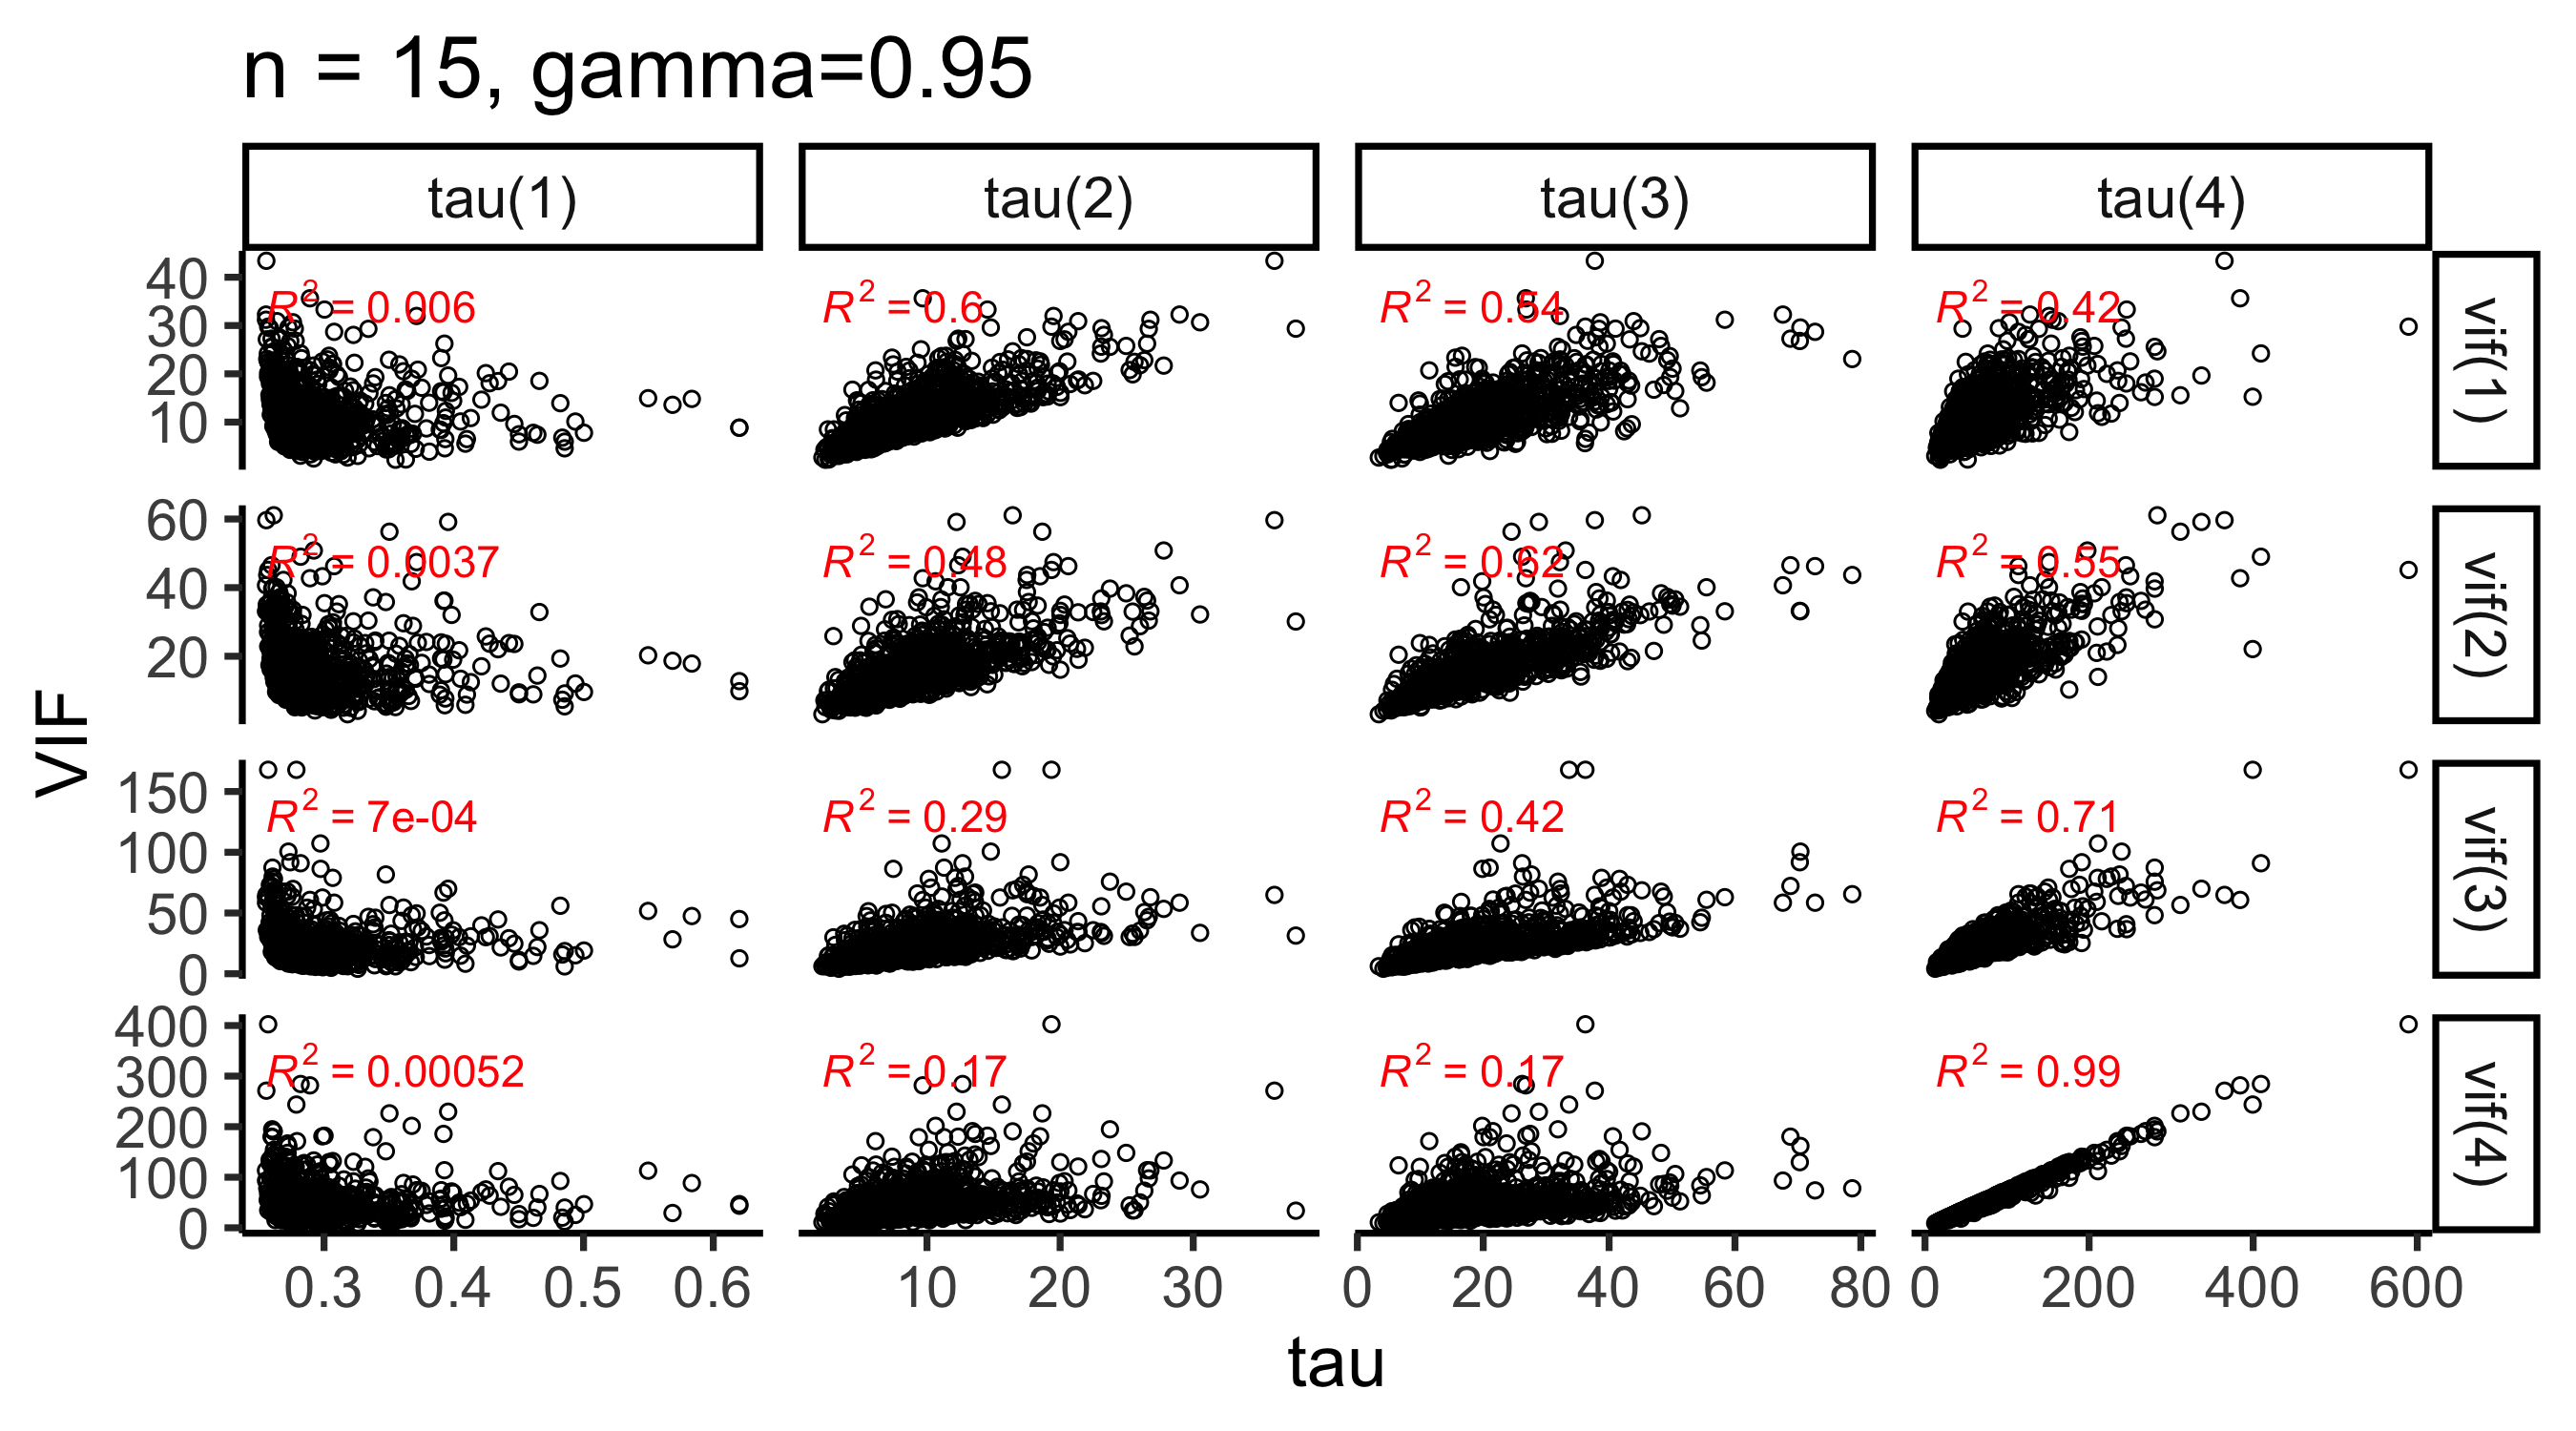 n = 15, gamma=0.95
tau(1) tau(2) tau(3) tau(4)
40
30
20
10
R² = 0.006 R² = 0.6 R² = 0.54 R² = 0.42
vif(1)
60
40
20
R² = 0.0037 R² = 0.48 R² = 0.62 R² = 0.55
vif(2)
VIF
150
100
50
0
R² = 7e-04 R² = 0.29 R² = 0.42 R² = 0.71
vif(3)
400
300
200
100
0
R² = 0.00052 R² = 0.17 R² = 0.17 R² = 0.99
vif(4)
0.3 0.4 0.5 0.6 10 20 30 0 20 40 60 80 0 200 400 600
tau